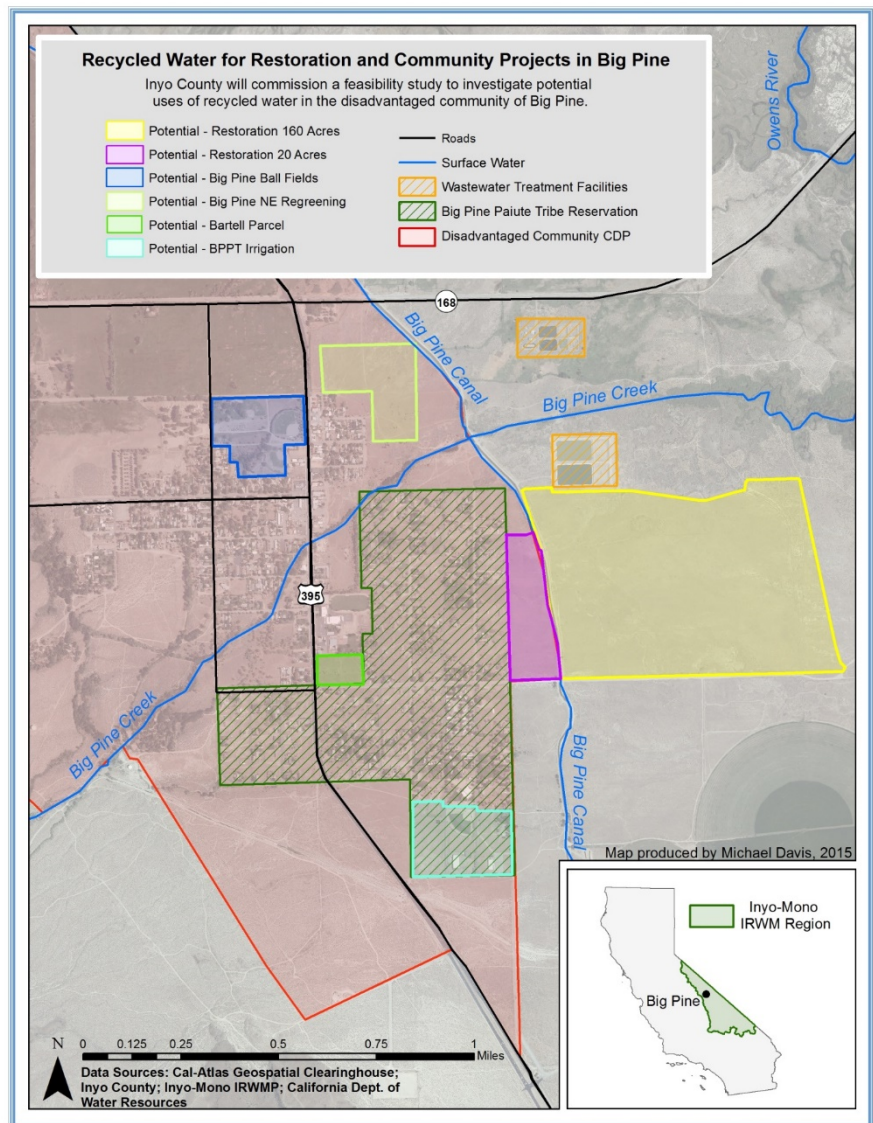 Recycled Water for Restoration and Community Projects in Big Pine
Inyo County will commission a feasibility study to investigate potential
uses of recycled water in the disadvantaged community of Big Pine.
Potential - Restoration 160 Acres
Potential - Restoration 20 Acres
Potential - Big Pine Ball Fields
Potential - Big Pine NE Regreening
Potential - Bartell Parcel
Potential - BPPT Irrigation
Roads
Surface Water
Wastewater Treatment Facilities
Big Pine Paiute Tribe Reservation
Disadvantaged Community CDP
Owens River
168
Big Pine Canal
Big Pine Creek
395
Big Pine Creek
Big Pine Canal
Map produced by Michael Davis, 2015
Inyo-Mono
IRWM Region
Big Pine
N
0 0.125 0.25 0.5 0.75 1
Miles
Data Sources: Cal-Atlas Geospatial Clearinghouse;
Inyo County; Inyo-Mono IRWMP; California Dept. of
Water Resources